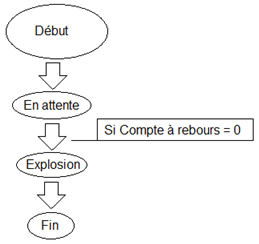 Début
En attente
Si Compte à rebours = 0
Explosion
Fin